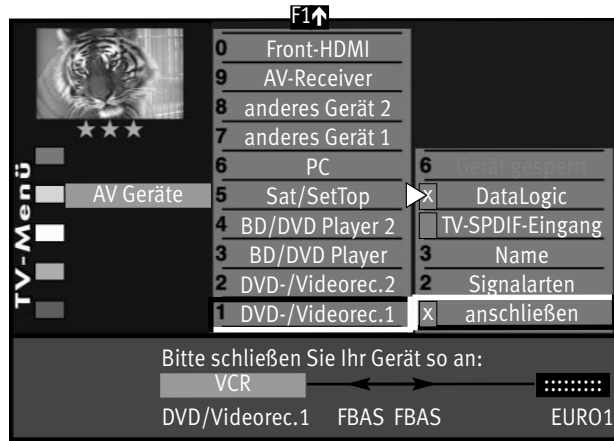 F1
0 Front-HDMI
9 AV-Receiver
8 anderes Gerät 2
7 anderes Gerät 1
6 PC
5 Sat/SetTop
4 BD/DVD Player 2
3 BD/DVD Player
2 DVD-/Videorec.2
1 DVD-/Videorec.1
TV-Menü
AV Geräte
6 Gerät gesperrt
x DataLogic
TV-SPDIF-Eingang
3 Name
2 Signalarten
x anschließen
Bitte schließen Sie Ihr Gerät so an:
VCR
DVD/Videorec.1 FBAS FBAS EURO1